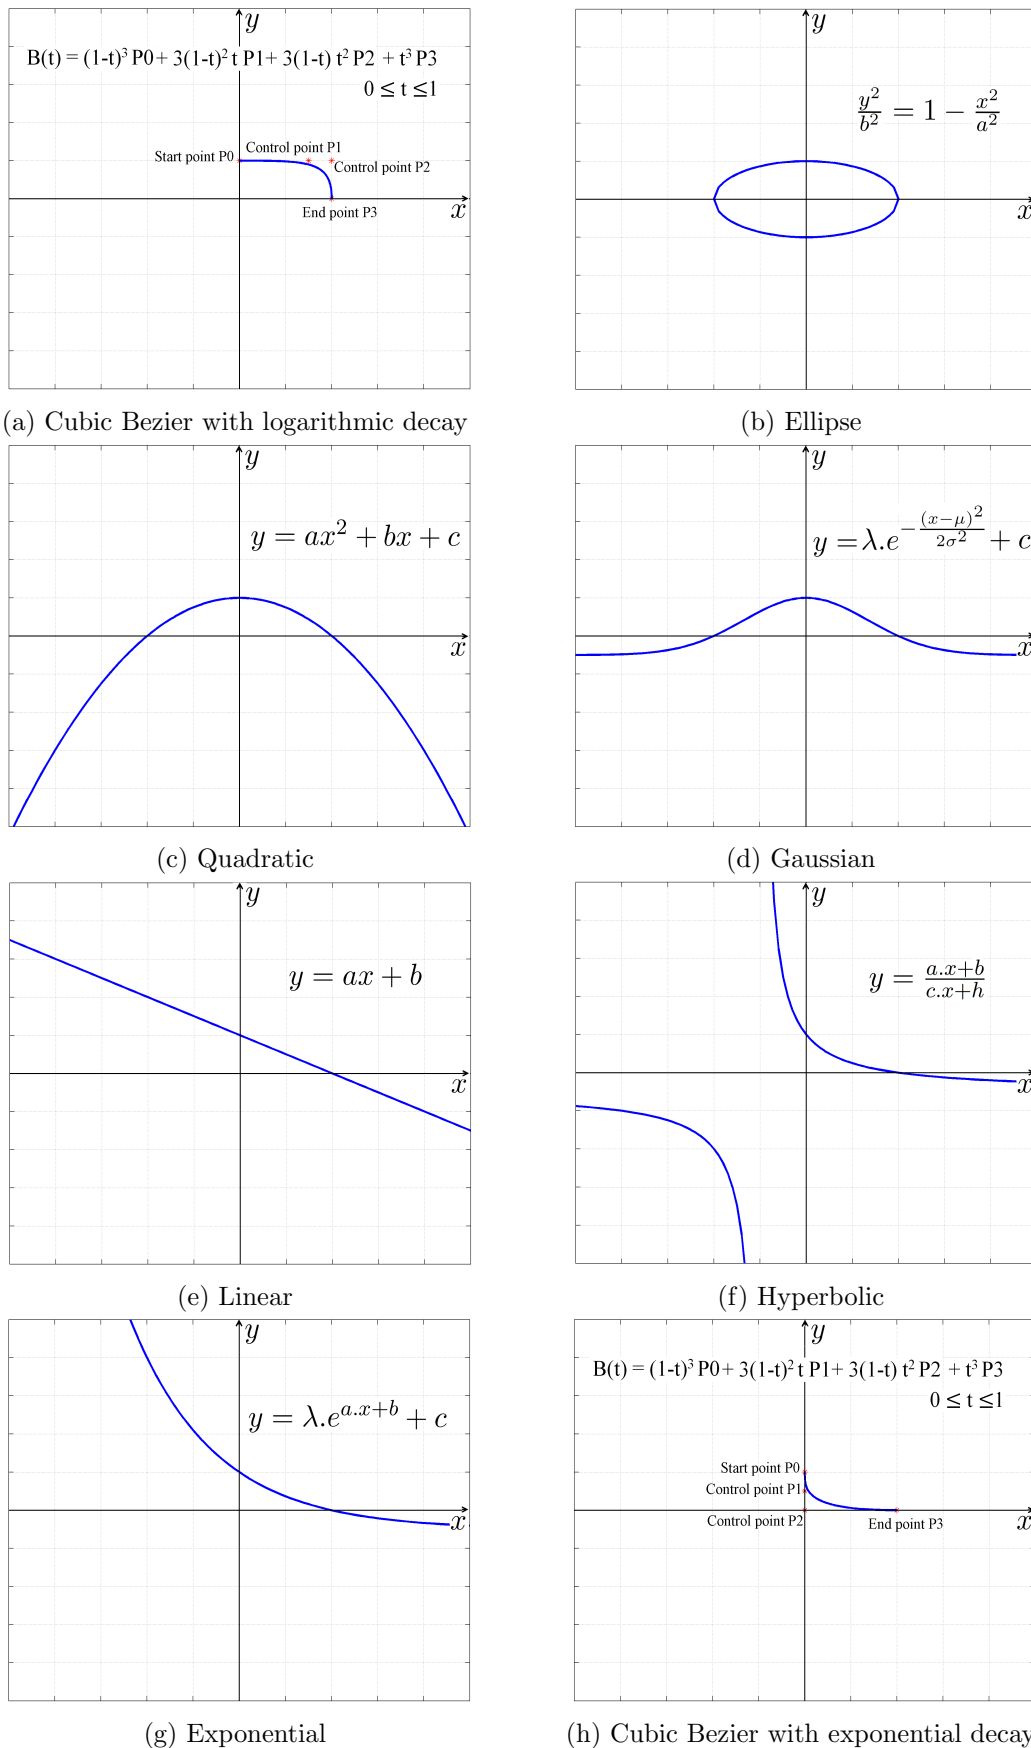 y
B(t) = (1-t)³ P0 + 3(1-t)² t P1 + 3(1-t) t² P2 + t³ P3
0 ≤ t ≤1
Start point P0
Control point P1
Control point P2
End point P3
x
(a) Cubic Bezier with logarithmic decay
y
y²/b² = 1 − x²/a²
x
(b) Ellipse
y
y = ax² + bx + c
x
(c) Quadratic
y
y = λ.e^(−(x−μ)²/2σ²) + c
x
(d) Gaussian
y
y = ax + b
x
(e) Linear
y
y = a.x+b/c.x+h
x
(f) Hyperbolic
y
y = λ.e^(a.x+b) + c
x
(g) Exponential
y
B(t) = (1-t)³ P0 + 3(1-t)² t P1 + 3(1-t) t² P2 + t³ P3
0 ≤ t ≤1
Start point P0
Control point P1
Control point P2
End point P3
x
(h) Cubic Bezier with exponential decay